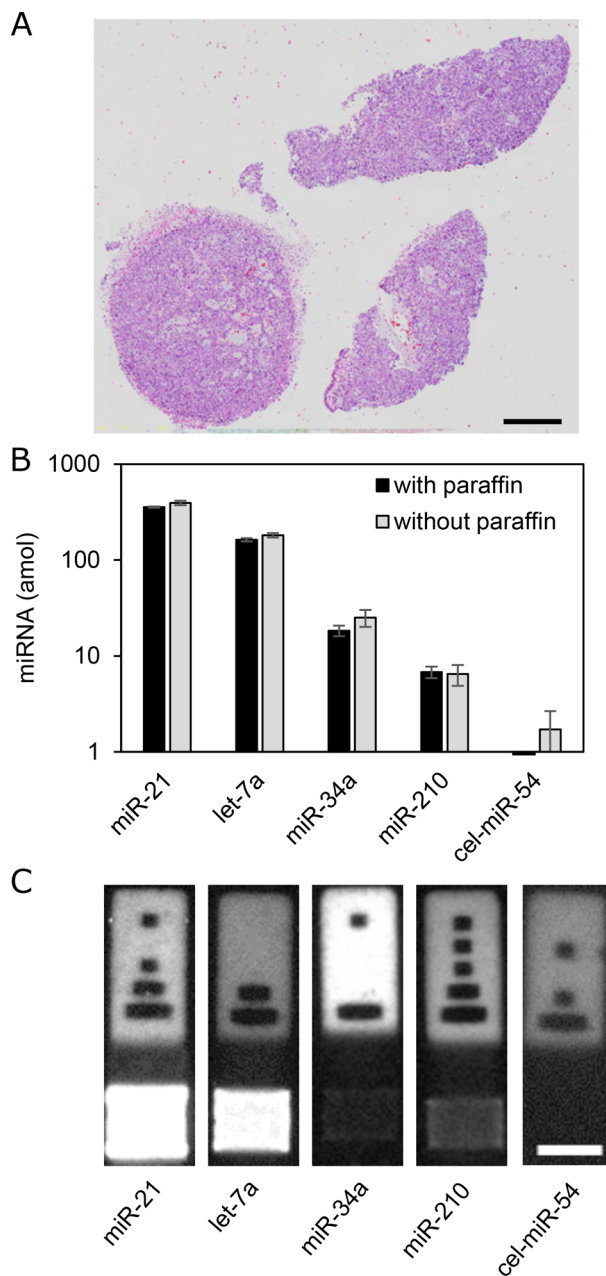 A
B
1000
with paraffin
without paraffin
100
10
1
miRNA (amol)
miR-21
let-7a
miR-34a
miR-210
cel-miR-54
C
miR-21
let-7a
miR-34a
miR-210
cel-miR-54